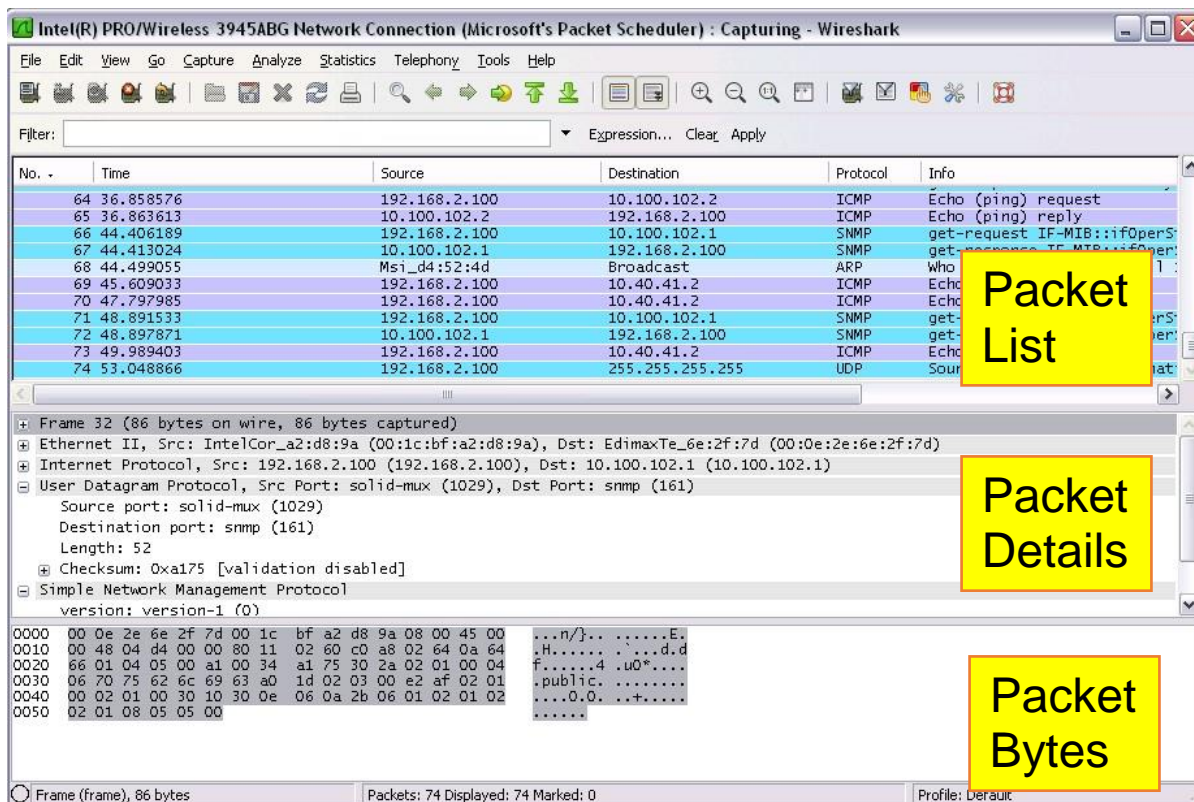 Intel(R) PRO/Wireless 3945ABG Network Connection (Microsoft's Packet Scheduler) : Capturing - Wireshark
File Edit View Go Capture Analyze Statistics Telephony Tools Help
Filter: Expression... Clear Apply
No. Time Source Destination Protocol Info
64 36.858576 192.168.2.100 10.100.102.2 ICMP Echo (ping) request
65 36.863613 10.100.102.2 192.168.2.100 ICMP Echo (ping) reply
66 44.406189 192.168.2.100 10.100.102.1 SNMP get-request IF-MIB::ifOperS
67 44.413024 10.100.102.1 192.168.2.100 SNMP get-response IF-MIB::ifOper
68 44.499055 Msi_d4:52:4d Broadcast ARP Who
69 45.609033 192.168.2.100 10.40.41.2 ICMP Echo
70 47.797985 192.168.2.100 10.40.41.2 ICMP Echo
71 48.891533 192.168.2.100 10.100.102.1 SNMP get-
72 48.897871 10.100.102.1 192.168.2.100 SNMP get-
73 49.989403 192.168.2.100 10.40.41.2 ICMP Echo
74 53.048866 192.168.2.100 255.255.255.255 UDP Sour
Packet
List
Frame 32 (86 bytes on wire, 86 bytes captured)
Ethernet II, Src: IntelCor_a2:d8:9a (00:1c:bf:a2:d8:9a), Dst: EdimaxTe_6e:2f:7d (00:0e:2e:6e:2f:7d)
Internet Protocol, Src: 192.168.2.100 (192.168.2.100), Dst: 10.100.102.1 (10.100.102.1)
User Datagram Protocol, Src Port: solid-mux (1029), Dst Port: snmp (161)
Source port: solid-mux (1029)
Destination port: snmp (161)
Length: 52
Checksum: 0xa175 [validation disabled]
Simple Network Management Protocol
version: version-1 (0)
Packet
Details
0000 00 0e 2e 6e 2f 7d 00 1c bf a2 d8 9a 08 00 45 00 ...n/}.. ......E.
0010 00 48 04 d4 00 00 80 11 02 60 c0 a8 02 64 0a 64 .H...... .`...d.d
0020 66 01 04 05 00 a1 00 34 a1 75 30 2a 02 01 00 04 f......4 .u0*....
0030 06 70 75 62 6c 69 63 a0 1d 02 03 00 e2 af 02 01 .public. ........
0040 00 02 01 00 30 10 30 0e 06 0a 2b 06 01 02 01 02 ....0.0. ..+.....
0050 02 01 08 05 05 00 ......
Packet
Bytes
Frame (frame), 86 bytes Packets: 74 Displayed: 74 Marked: 0 Profile: Default